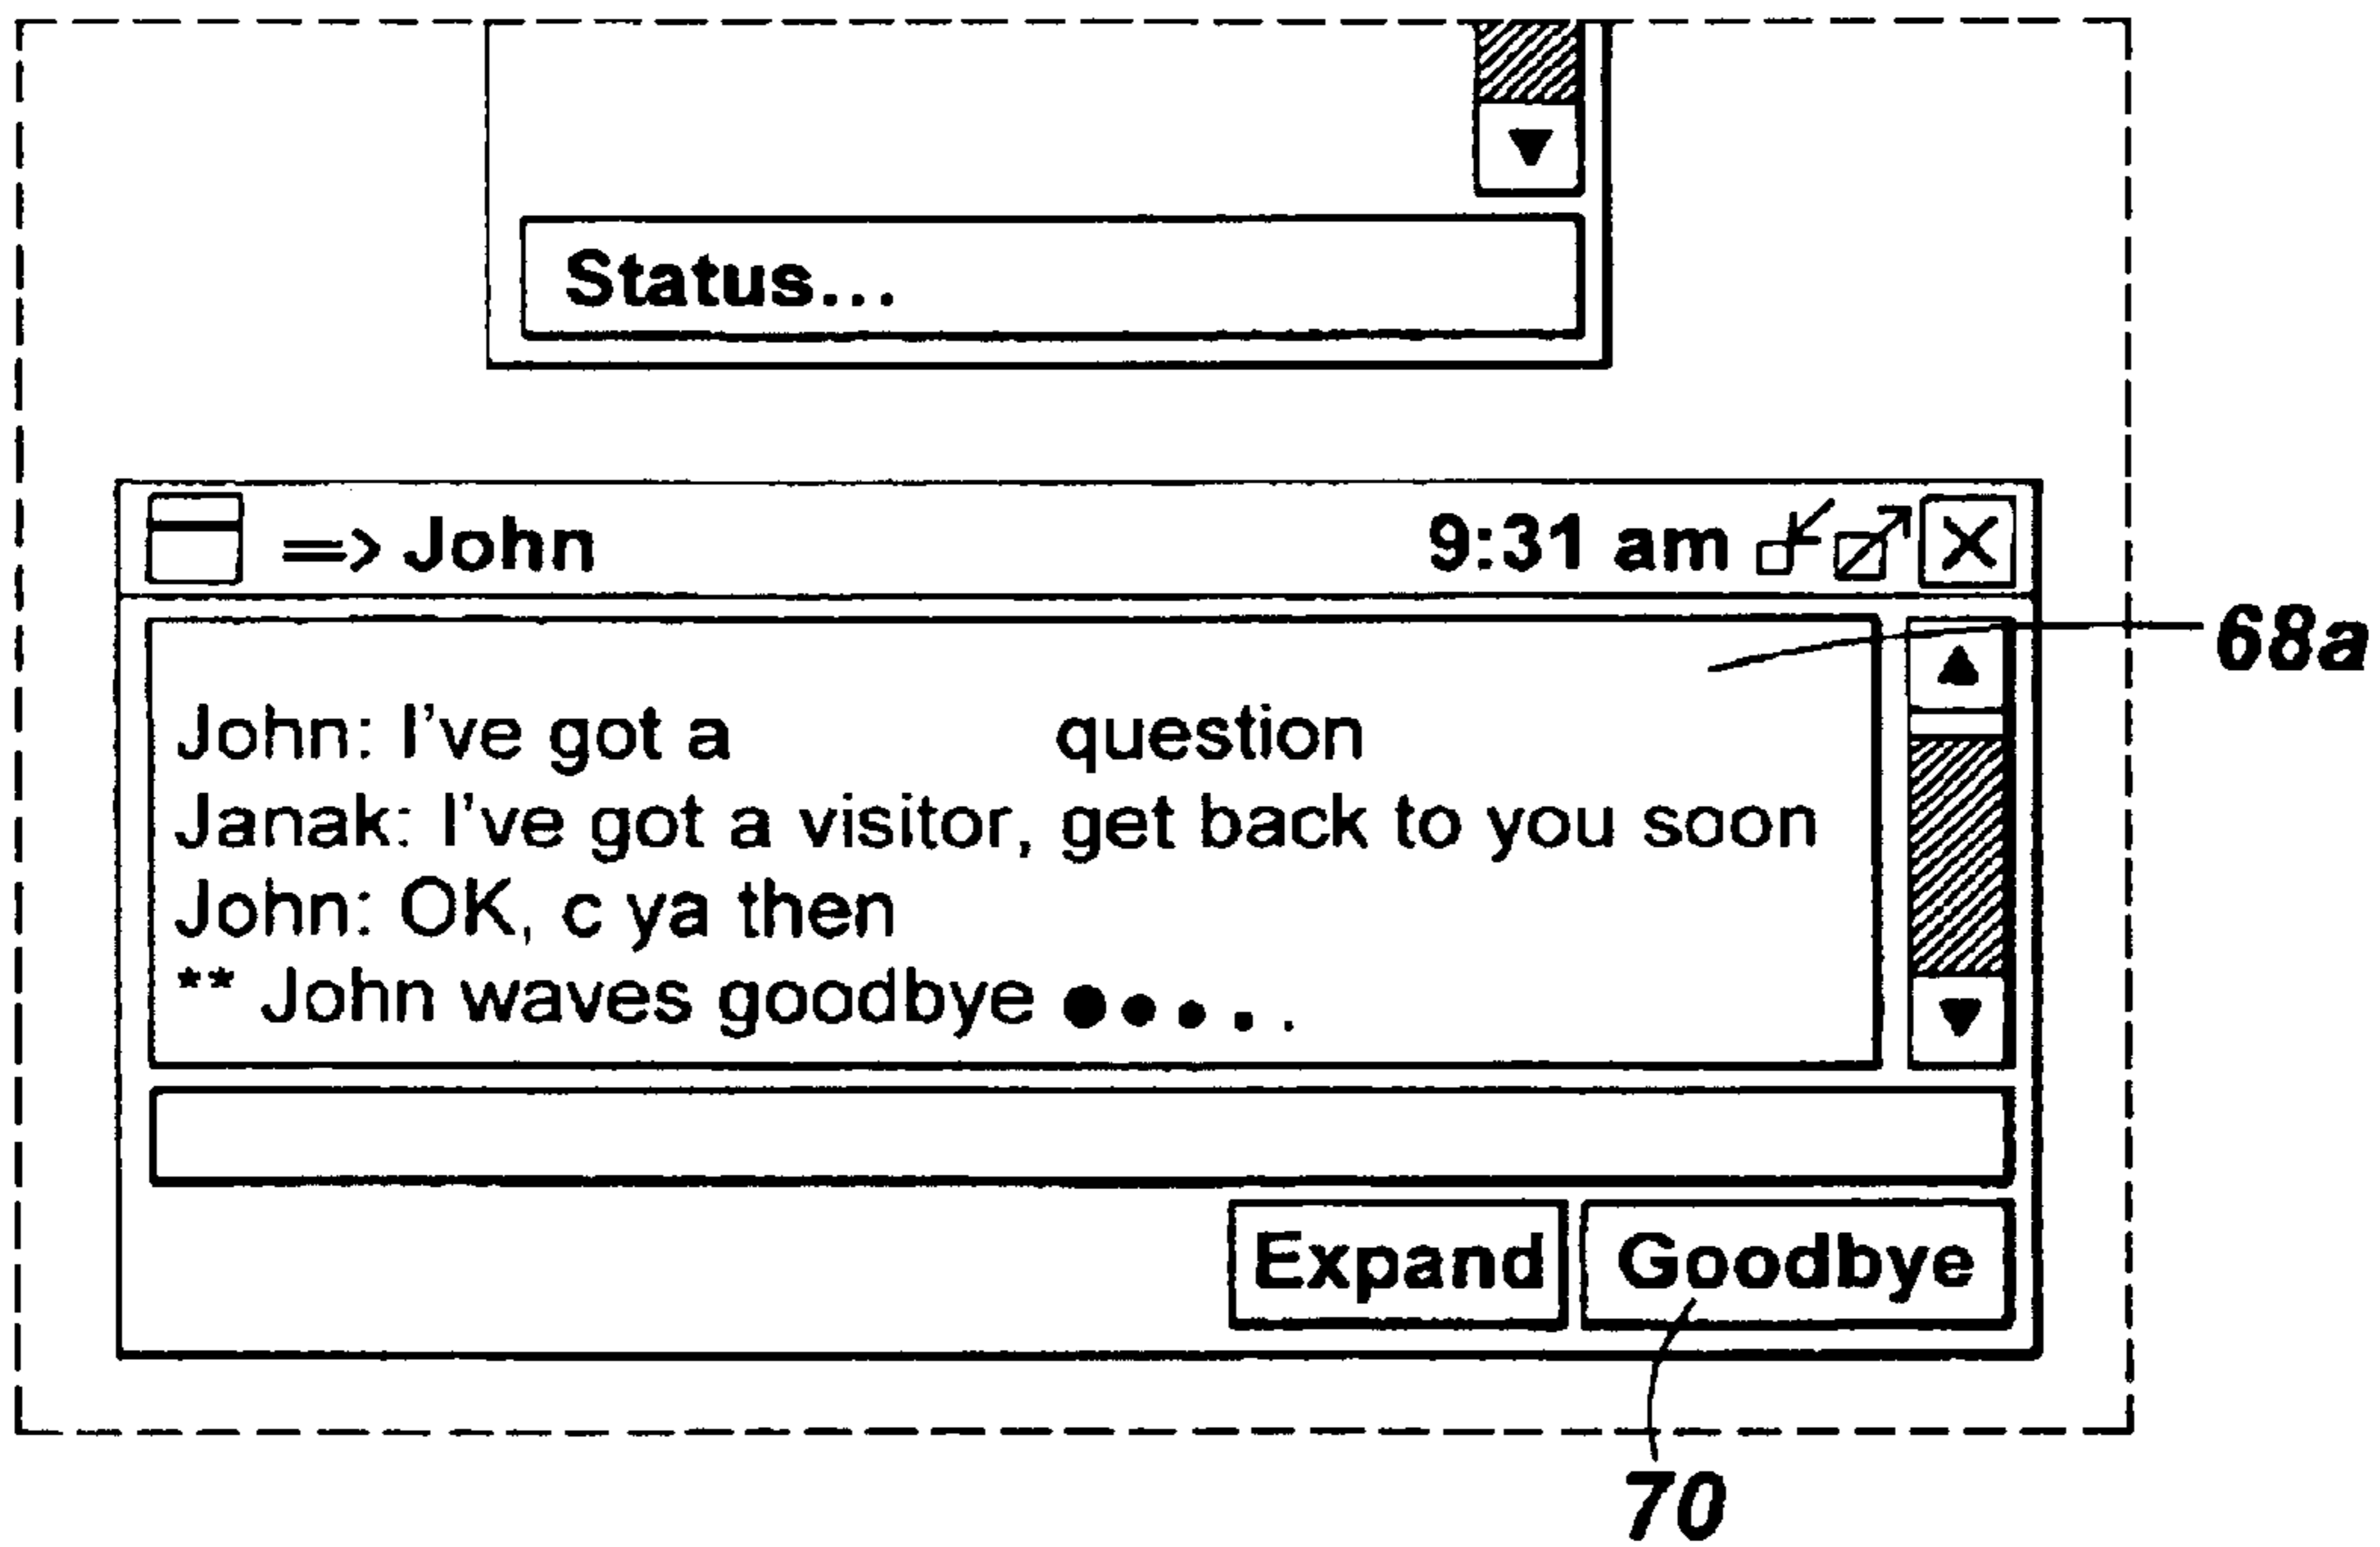 Status...
=> John 9:31 am
68a
John: I've got a question
Janak: I've got a visitor, get back to you soon
John: OK, c ya then
** John waves goodbye ●●●..
Expand Goodbye
70